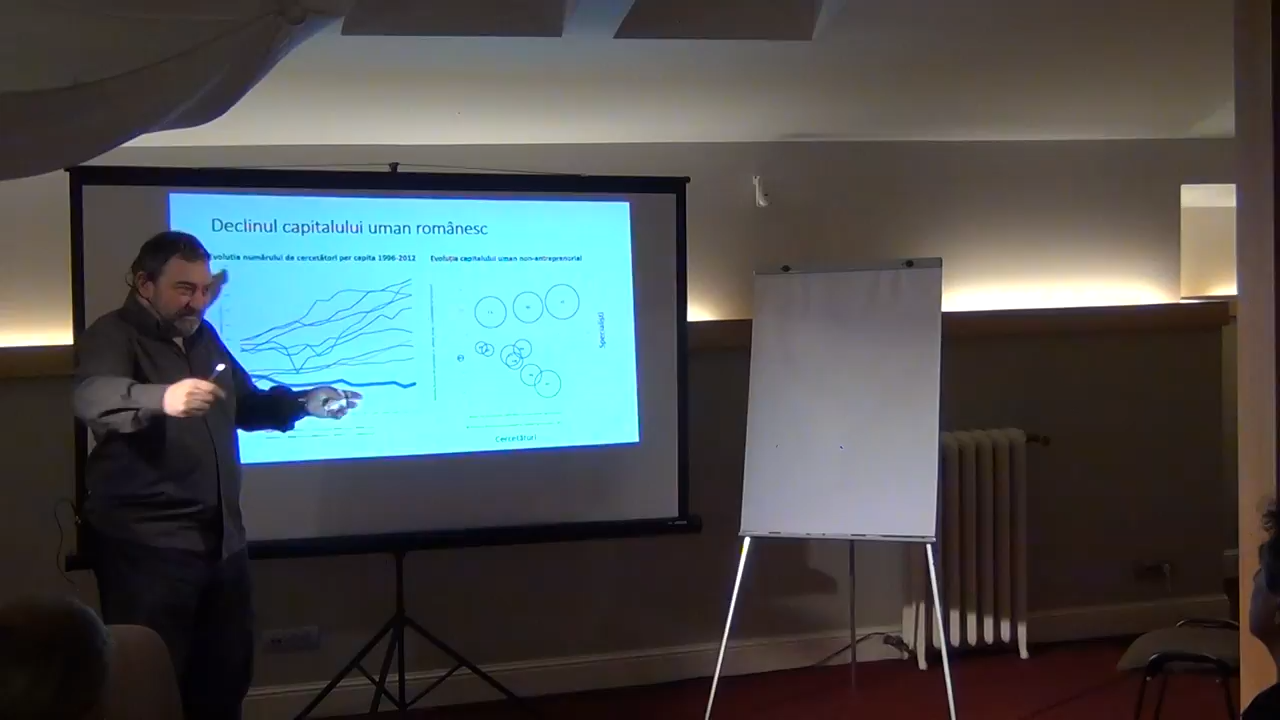 Declinul capitalului uman românesc
Evoluția numărului de cercetători per capita 1996-2012
Evoluția capitalului uman non-antreprenorial
Specialiști
Cercetători